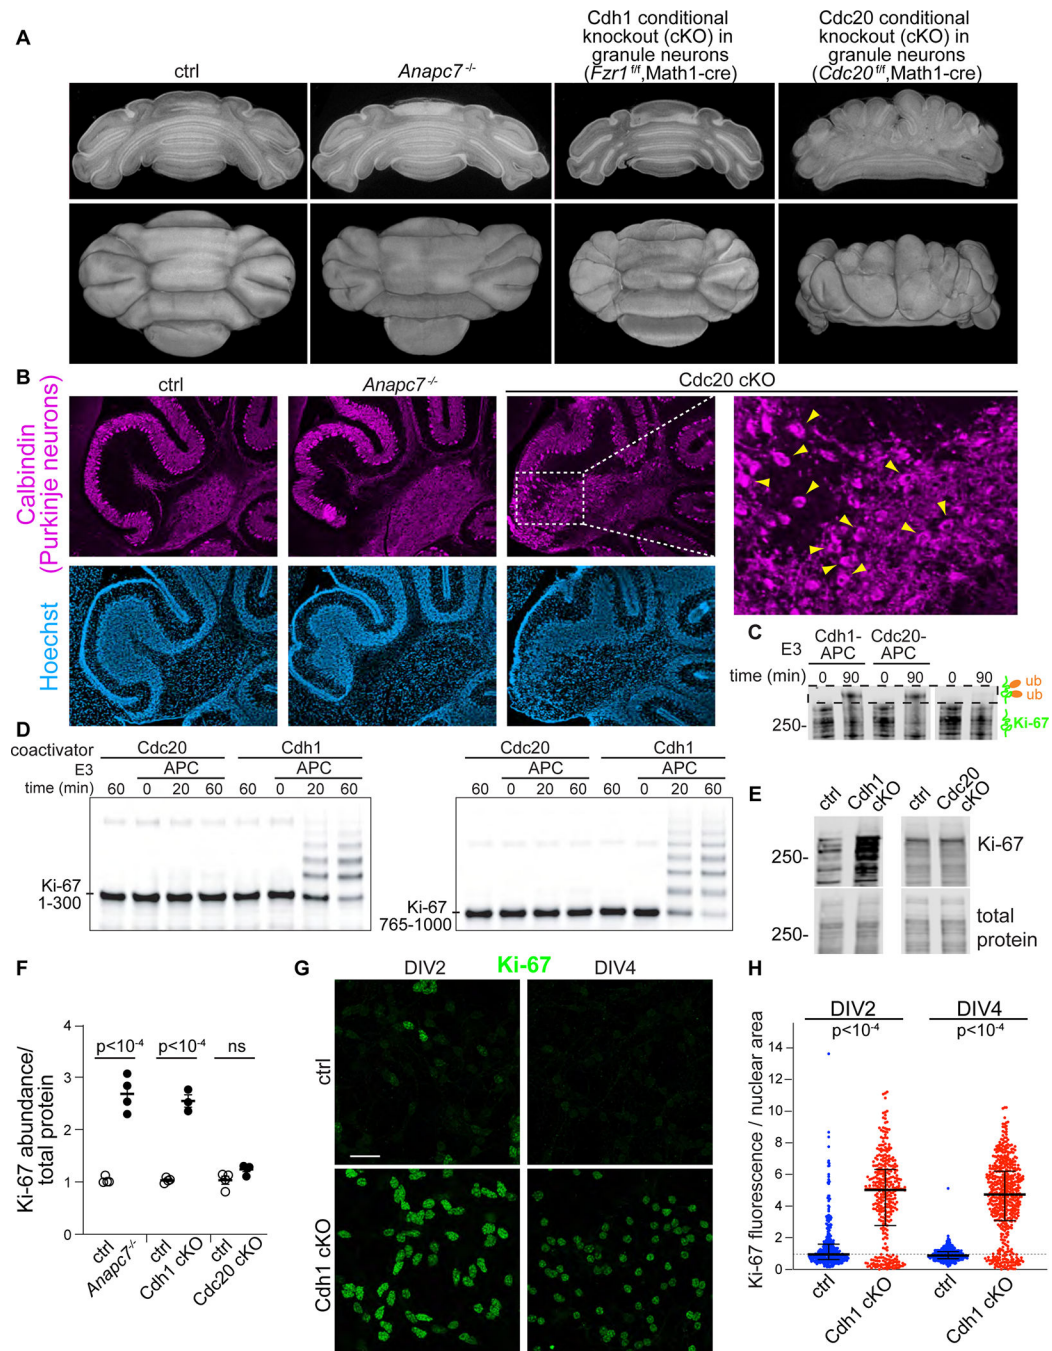 A
ctrl
Anapc7-/-
Cdh1 conditional
knockout (cKO) in
granule neurons
(Fzr1 f/f,Math1-cre)
Cdc20 conditional
knockout (cKO) in
granule neurons
(Cdc20 f/f,Math1-cre)
B
ctrl
Anapc7-/-
Cdc20 cKO
Calbindin
(Purkinje neurons)
Hoechst
C
E3
Cdh1-
APC
Cdc20-
APC
time (min)
0 90 0 90 0 90
ub
ub
250-
Ki-67
D
coactivator Cdc20 Cdh1
E3 APC APC
time (min) 60 0 20 60 60 0 20 60
Ki-67
1-300
Cdc20 Cdh1
APC APC
60 0 20 60 60 0 20 60
Ki-67
765-1000
E
ctrl
Cdh1
cKO
ctrl
Cdc20
cKO
250-
Ki-67
250-
total
protein
F
Ki-67 abundance/
total protein
4
3
2
1
0
p<10-4
p<10-4
ns
ctrl
Anapc7-/-
ctrl
Cdh1 cKO
ctrl
Cdc20 cKO
G
Ki-67
DIV2
DIV4
ctrl
Cdh1 cKO
H
Ki-67 fluorescence / nuclear area
DIV2
p<10-4
DIV4
p<10-4
16
14
12
10
8
6
4
2
0
ctrl
Cdh1 cKO
ctrl
Cdh1 cKO